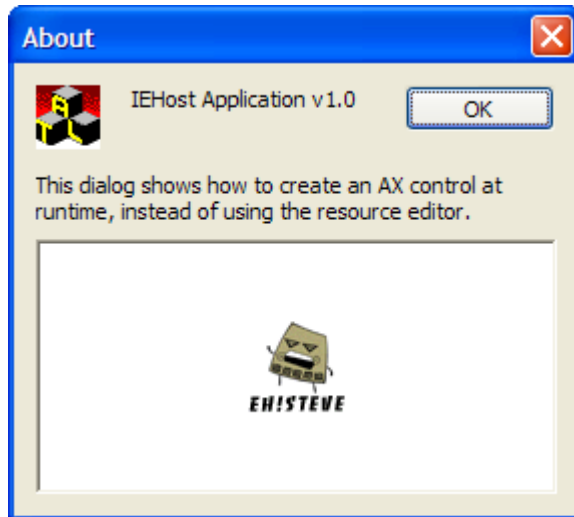 About
IEHost Application v1.0
OK
This dialog shows how to create an AX control at
runtime, instead of using the resource editor.
EH!STEVE